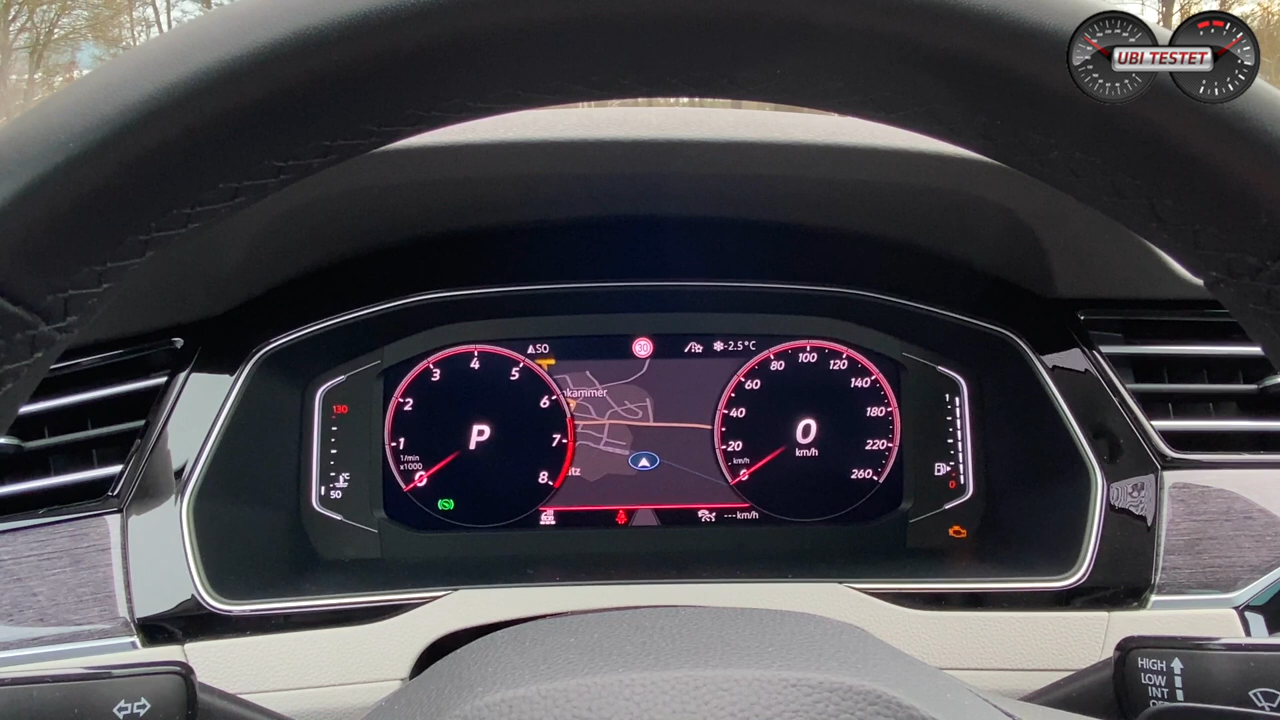 UBI TESTET
SO
30
-2.5°C
1
2
3
4
5
6
7
8
0
1/min
x1000
P
kammer
tz
0
km/h
20
40
60
80
100
120
140
180
220
260
km/h
130
50
°C
1
0
--- km/h
HIGH
LOW
INT